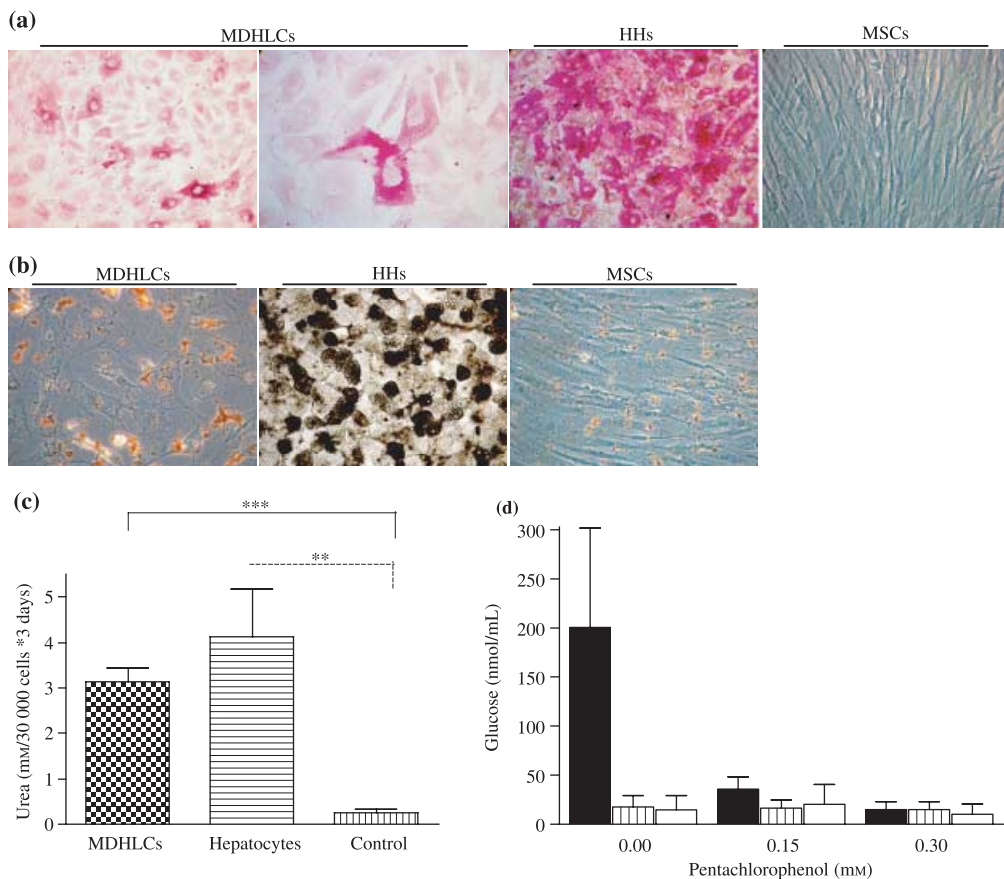 (a)
MDHLCs HHs MSCs
(b)
MDHLCs HHs MSCs
(c)
***
**
Urea (mM/30 000 cells *3 days)
5
4
3
2
1
0
MDHLCs Hepatocytes Control
(d)
Glucose (nmol/mL)
300
250
200
150
100
50
0
0.00 0.15 0.30
Pentachlorophenol (mM)